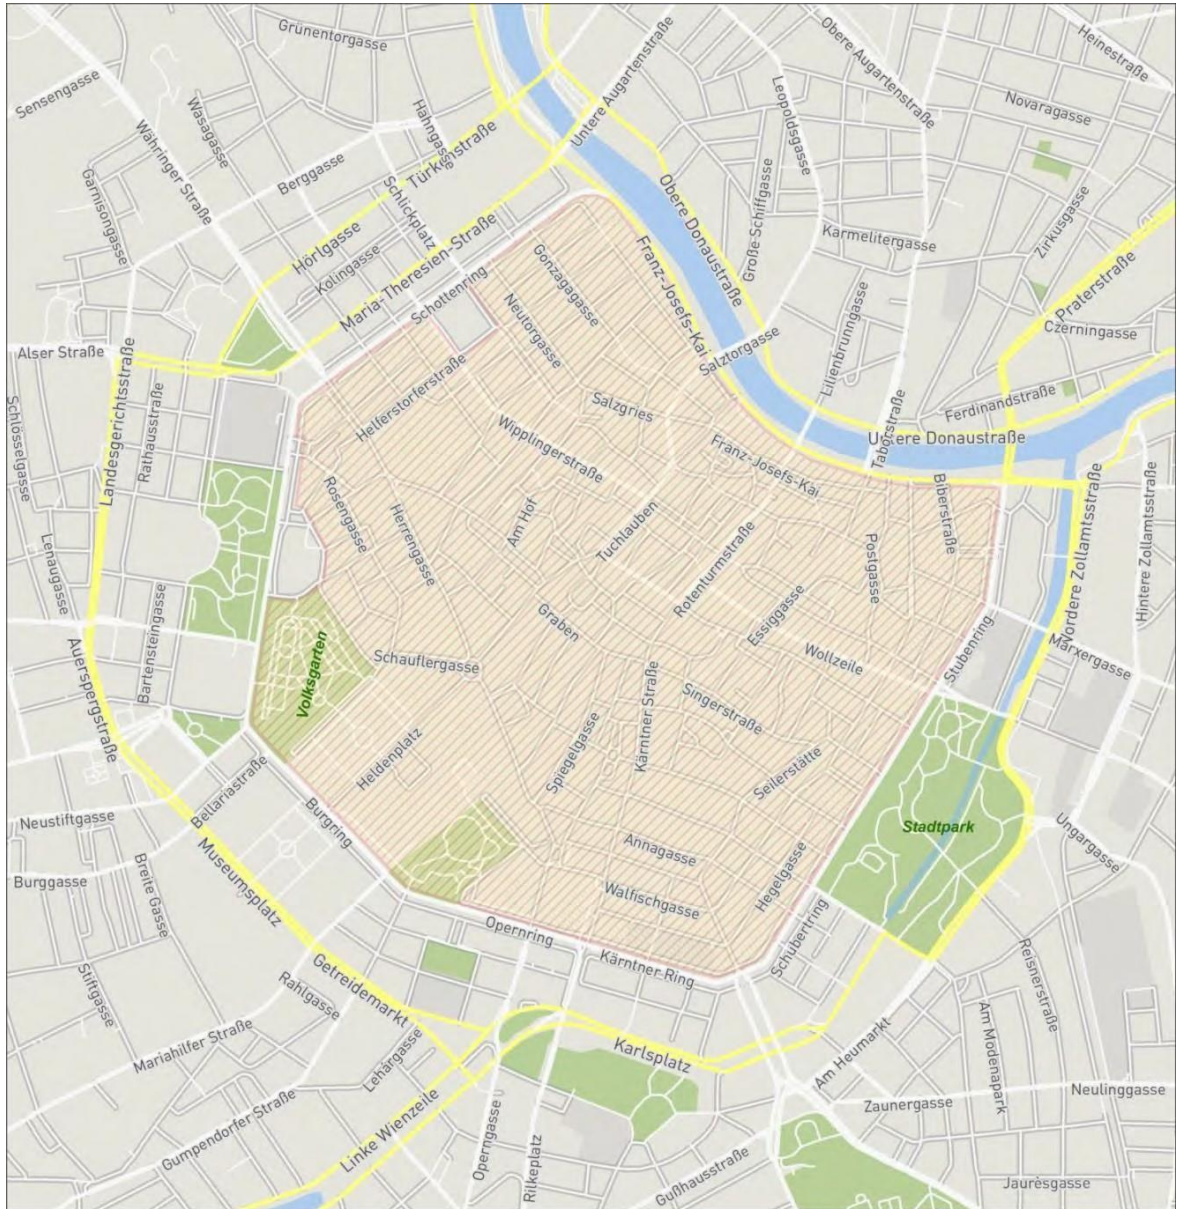 Grünentorgasse
Sensengasse
Wasagasse
Hahngasse
Währinger Straße
Garnisongasse
Berggasse
Türkenstraße
Schlickplatz
Hörlgasse
Kolingasse
Maria-Theresien-Straße
Schottenring
Untere Augartenstraße
Obere Augartenstraße
Heinestraße
Leopoldsgasse
Novaragasse
Große Schiffgasse
Obere Donaustraße
Karmelitergasse
Zirkusgasse
Praterstraße
Czerningasse
Lilienbrunngasse
Taborstraße
Ferdinandstraße
Untere Donaustraße
Salztorgasse
Franz-Josefs-Kai
Gonzagagasse
Neutorgasse
Alser Straße
Landesgerichtsstraße
Rathausstraße
Schlösselgasse
Lenaugasse
Helferstorferstraße
Wipplingerstraße
Salzgries
Franz-Josefs-Kai
Biberstraße
Rosengasse
Herrengasse
Am Hof
Tuchlauben
Rotenturmstraße
Postgasse
Essiggasse
Vordere Zollamtsstraße
Hintere Zollamtsstraße
Graben
Wollzeile
Stubenring
Marxergasse
Auerspergstraße
Bartensteingasse
Volksgarten
Schauflergasse
Kärntner Straße
Singerstraße
Spiegelgasse
Seilerstätte
Heldenplatz
Stadtpark
Neustiftgasse
Bellariastraße
Burgring
Museumsplatz
Burggasse
Breite Gasse
Annagasse
Walfischgasse
Hegelgasse
Ungargasse
Opernring
Kärntner Ring
Schubertring
Stiftgasse
Getreidemarkt
Rahlgasse
Mariahilfer Straße
Lehárgasse
Karlsplatz
Am Heumarkt
Reisnerstraße
Am Modenapark
Neulinggasse
Zaunergasse
Gumpendorfer Straße
Linke Wienzeile
Operngasse
Rilkeplatz
Gußhausstraße
Jaurèsgasse